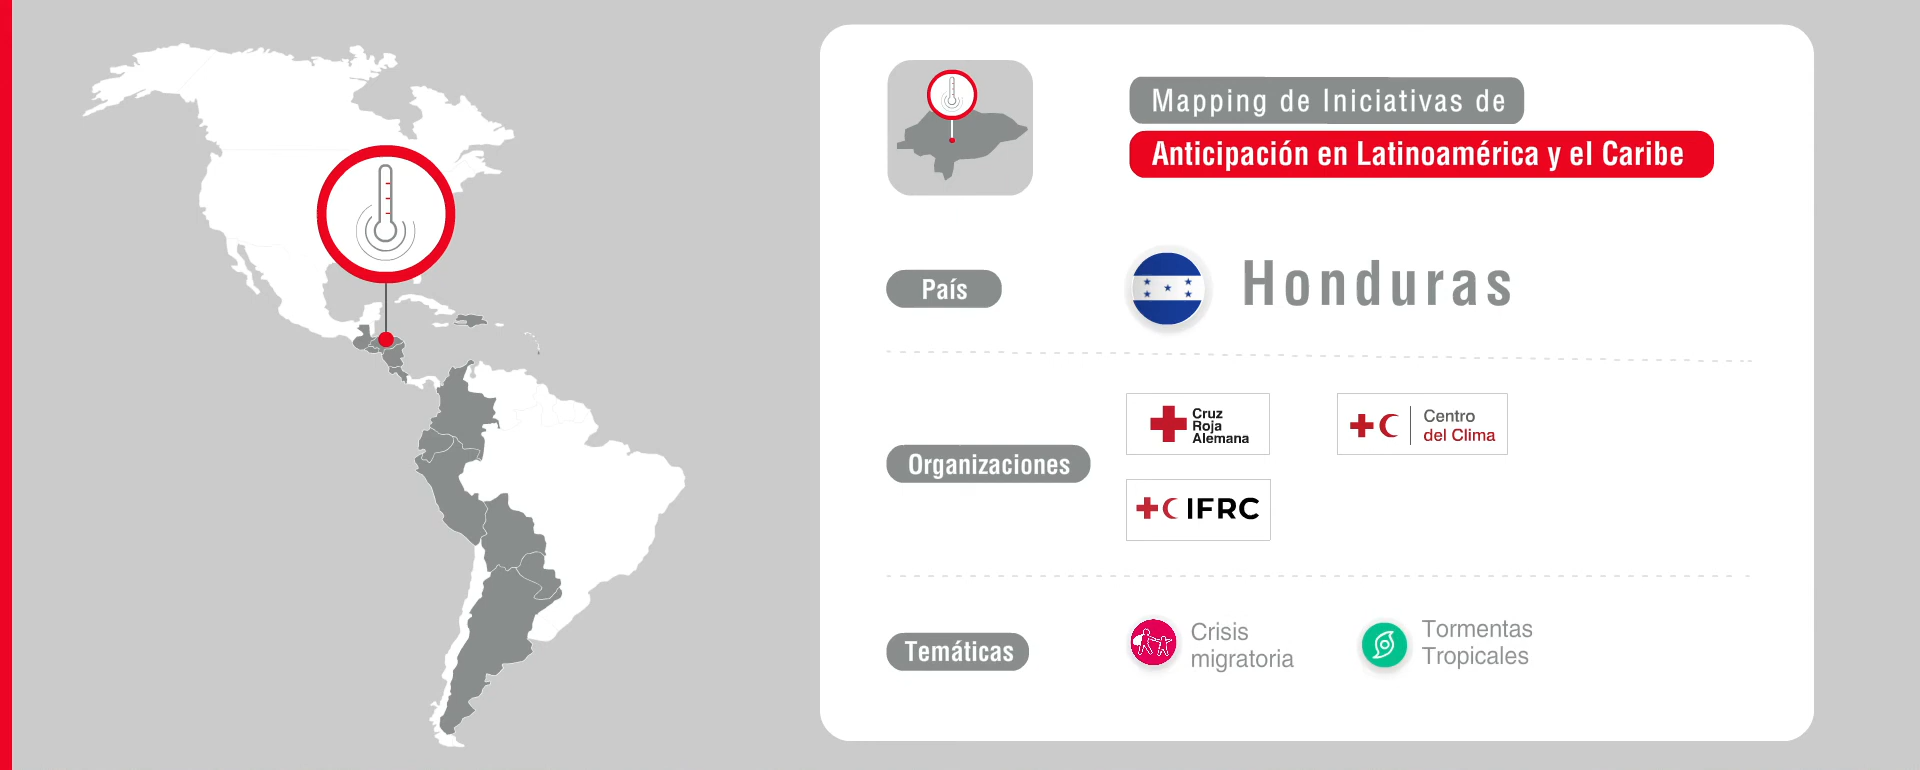 Mapping de Iniciativas de
Anticipación en Latinoamérica y el Caribe
País
Honduras
Organizaciones
Cruz
Roja
Alemana
Centro
del Clima
IFRC
Temáticas
Crisis
migratoria
Tormentas
Tropicales